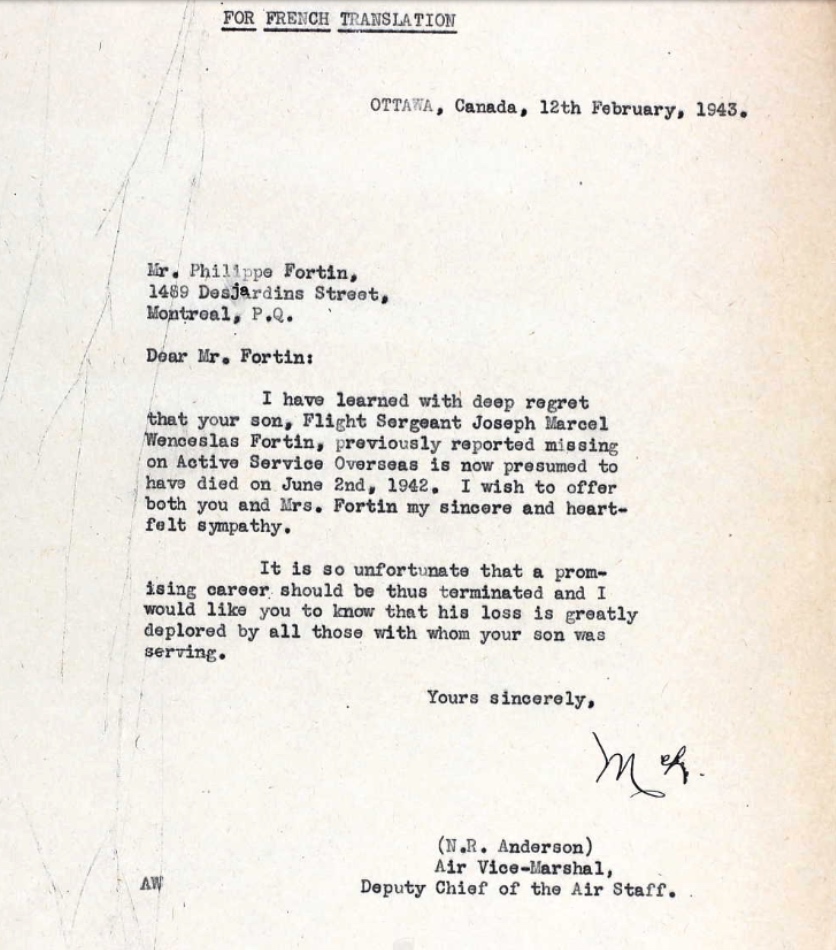 FOR FRENCH TRANSLATION
OTTAWA, Canada, 12th February, 1943.
Mr. Philippe Fortin,
1489 Desjardins Street,
Montreal, P.Q.
Dear Mr. Fortin:
I have learned with deep regret
that your son, Flight Sergeant Joseph Marcel
Wenceslas Fortin, previously reported missing
on Active Service Overseas is now presumed to
have died on June 2nd, 1942. I wish to offer
both you and Mrs. Fortin my sincere and heart-
felt sympathy.
It is so unfortunate that a prom-
ising career should be thus terminated and I
would like you to know that his loss is greatly
deplored by all those with whom your son was
serving.
Yours sincerely,
(N.R. Anderson)
Air Vice-Marshal,
AW Deputy Chief of the Air Staff.